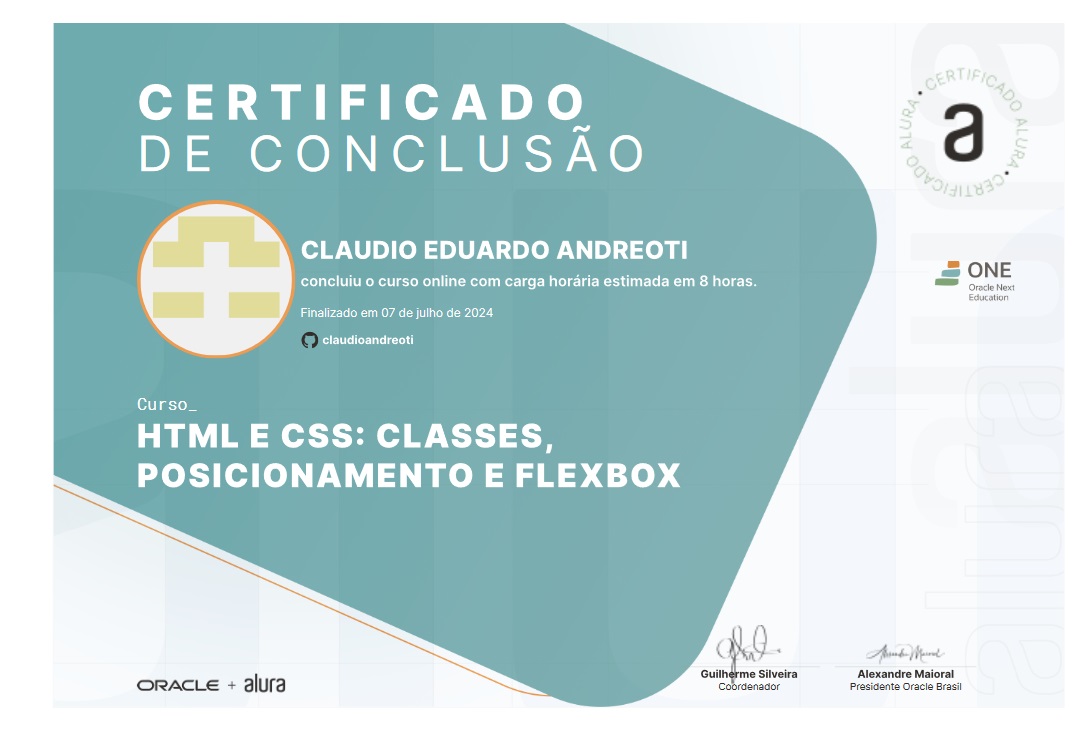 CERTIFICADO
DE CONCLUSÃO
CERTIFICADO ALURA • CERTIFICADO ALURA •
a
CLAUDIO EDUARDO ANDREOTI
concluiu o curso online com carga horária estimada em 8 horas.
Finalizado em 07 de julho de 2024
claudioandreoti
ONE
Oracle Next
Education
Curso_
HTML E CSS: CLASSES,
POSICIONAMENTO E FLEXBOX
alura
alura
Guilherme Silveira
Coordenador
Alexandre Maioral
Presidente Oracle Brasil
ORACLE + alura